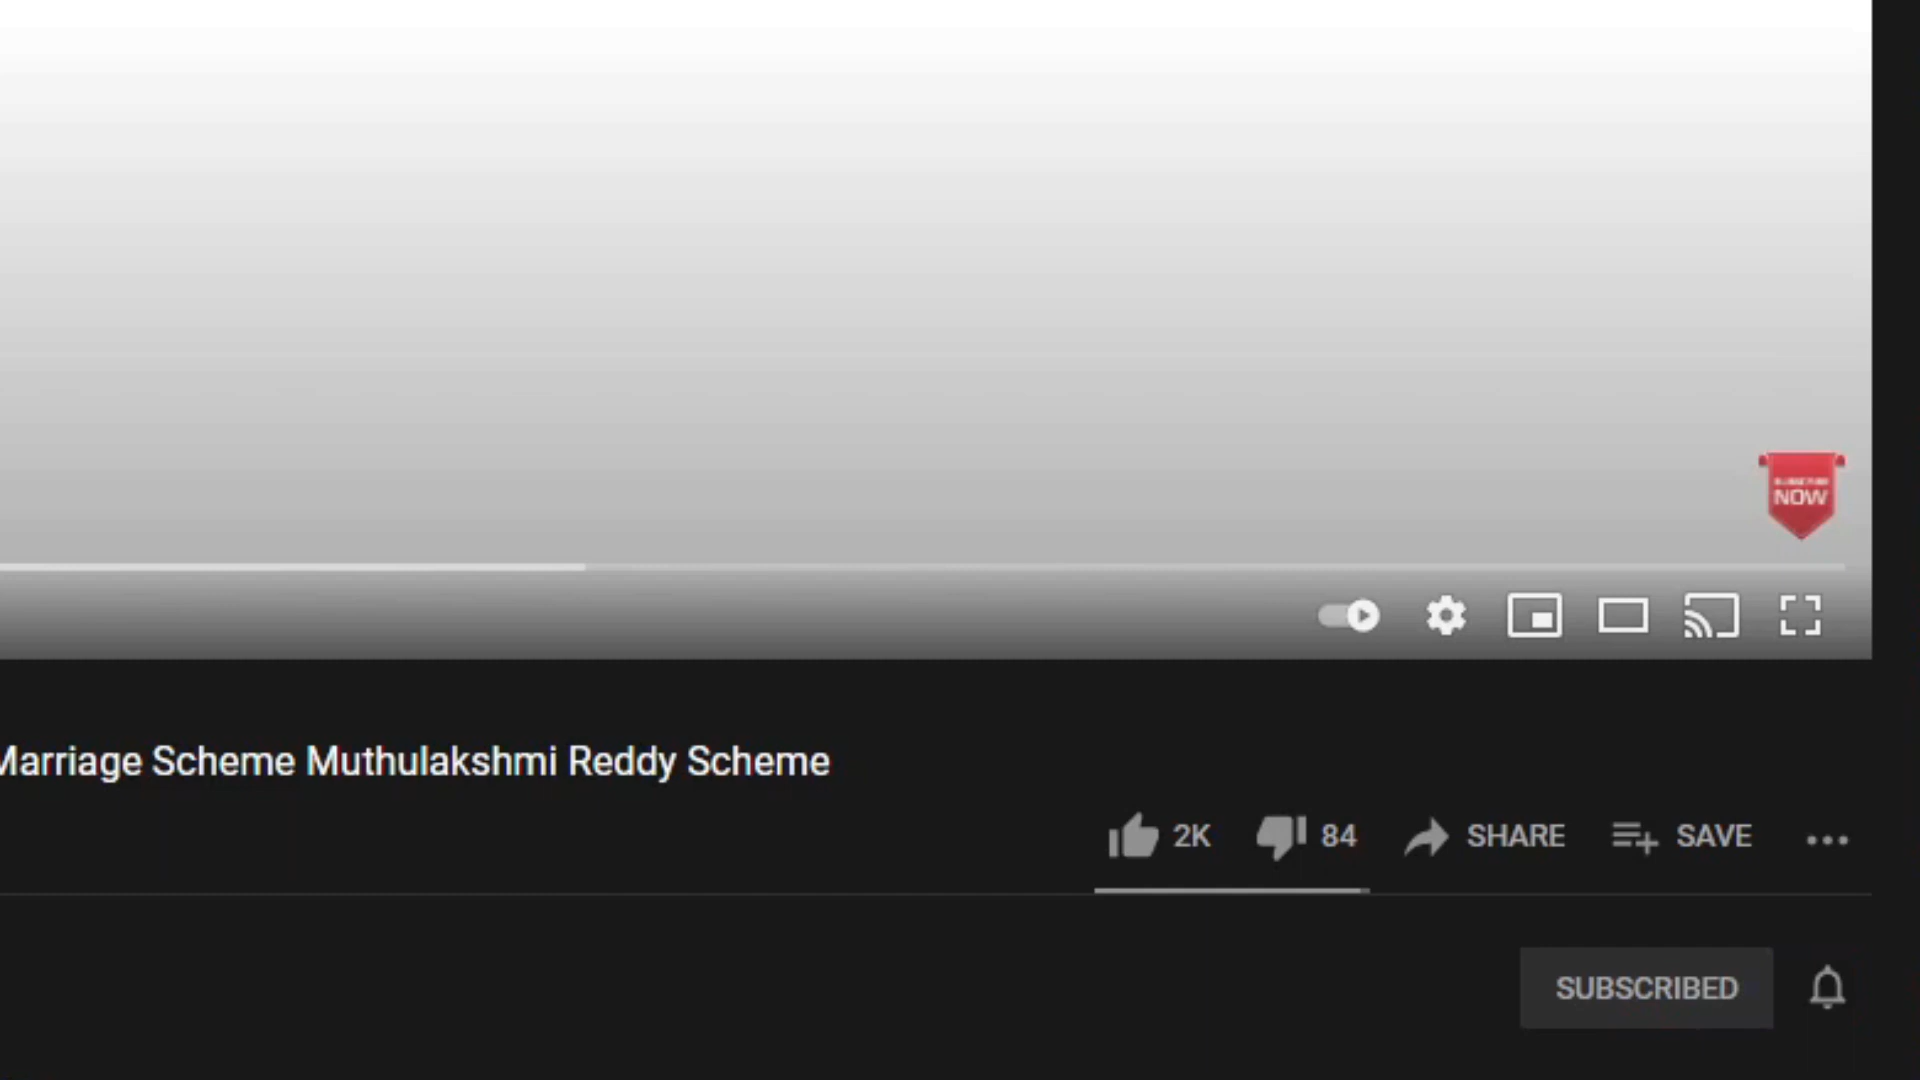 NOW
Marriage Scheme Muthulakshmi Reddy Scheme
2K 84 SHARE SAVE
SUBSCRIBED